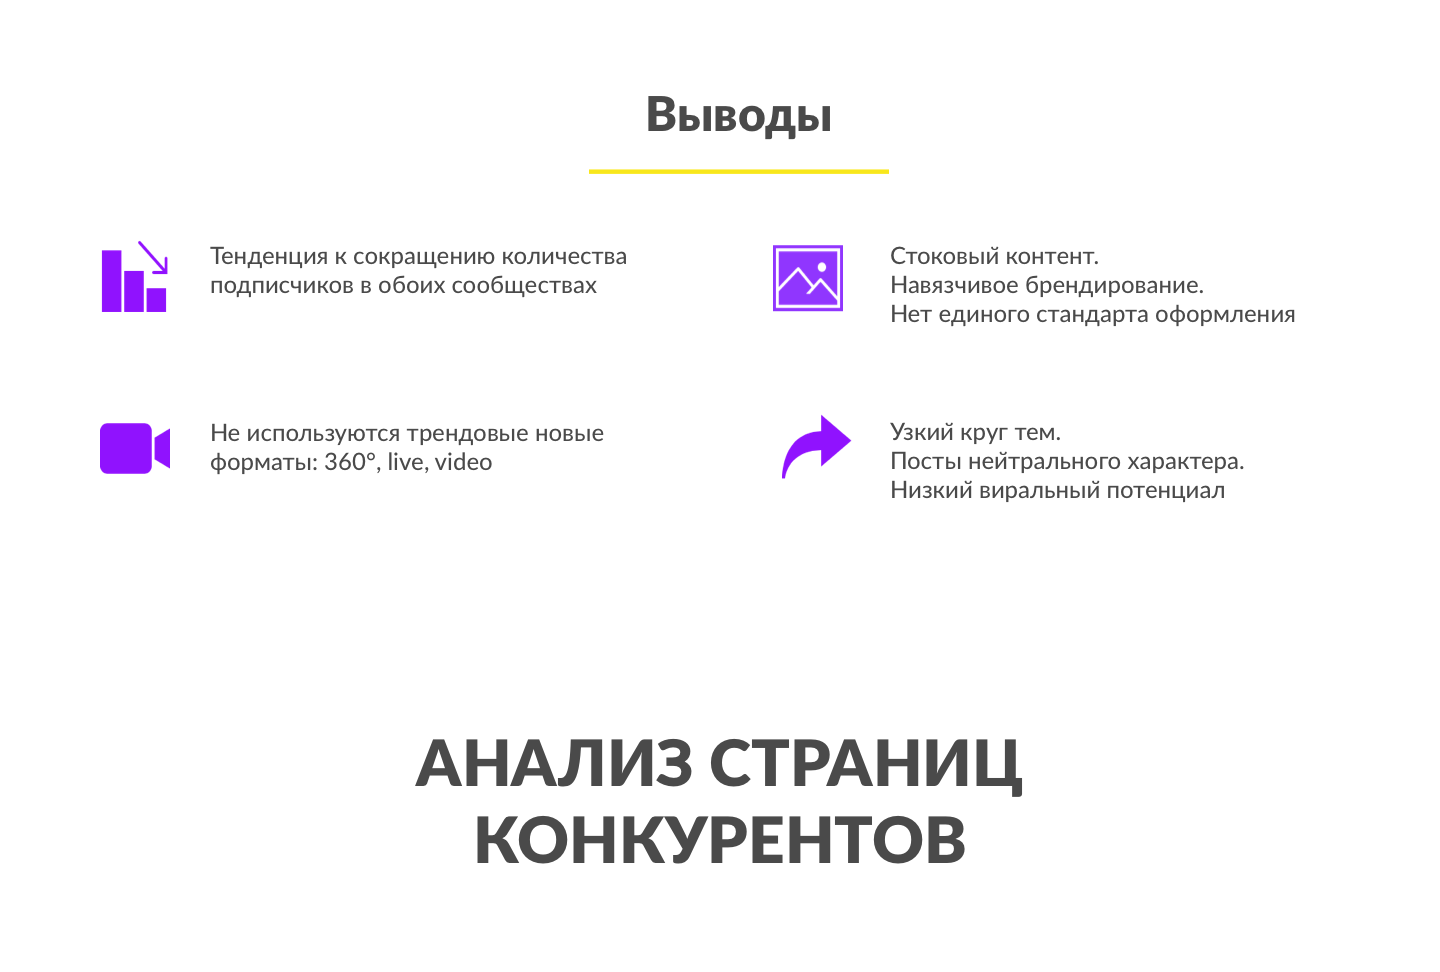 Выводы
Тенденция к сокращению количества
подписчиков в обоих сообществах
Стоковый контент.
Навязчивое брендирование.
Нет единого стандарта оформления
Не используются трендовые новые
форматы: 360°, live, video
Узкий круг тем.
Посты нейтрального характера.
Низкий виральный потенциал
АНАЛИЗ СТРАНИЦ
КОНКУРЕНТОВ